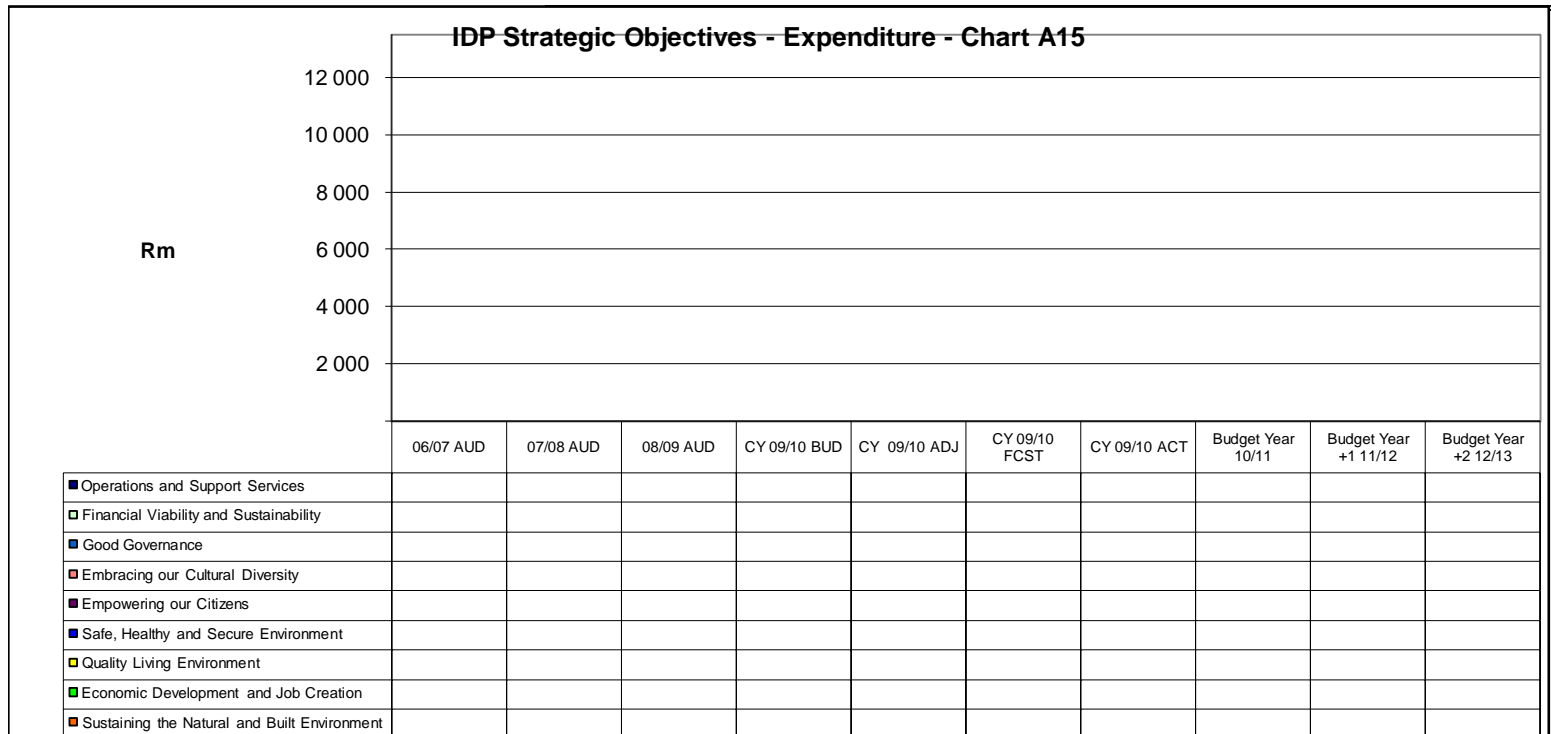 IDP Strategic Objectives - Expenditure - Chart A15
12 000
10 000
8 000
Rm
6 000
4 000
2 000
06/07 AUD 07/08 AUD 08/09 AUD CY 09/10 BUD CY 09/10 ADJ CY 09/10 FCST CY 09/10 ACT Budget Year 10/11 Budget Year +1 11/12 Budget Year +2 12/13
Operations and Support Services
Financial Viability and Sustainability
Good Governance
Embracing our Cultural Diversity
Empowering our Citizens
Safe, Healthy and Secure Environment
Quality Living Environment
Economic Development and Job Creation
Sustaining the Natural and Built Environment